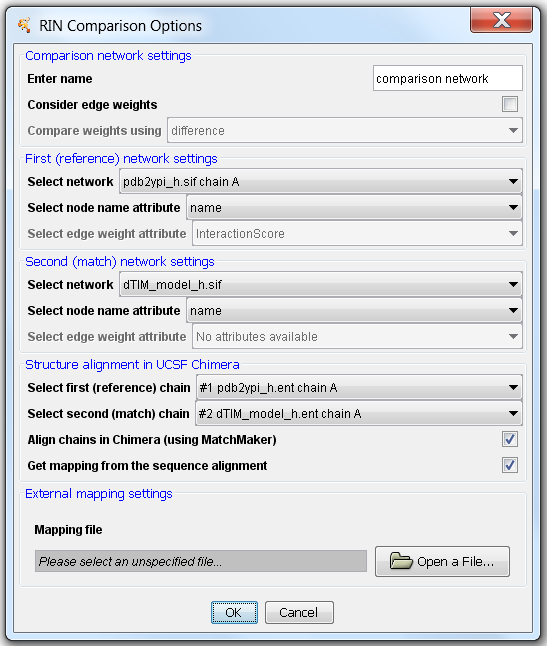 RIN Comparison Options
Comparison network settings
Enter name comparison network
Consider edge weights
Compare weights using difference
First (reference) network settings
Select network pdb2ypi_h.sif chain A
Select node name attribute name
Select edge weight attribute InteractionScore
Second (match) network settings
Select network dTIM_model_h.sif
Select node name attribute name
Select edge weight attribute No attributes available
Structure alignment in UCSF Chimera
Select first (reference) chain #1 pdb2ypi_h.ent chain A
Select second (match) chain #2 dTIM_model_h.ent chain A
Align chains in Chimera (using MatchMaker)
Get mapping from the sequence alignment
External mapping settings
Mapping file
Please select an unspecified file... Open a File...
OK Cancel